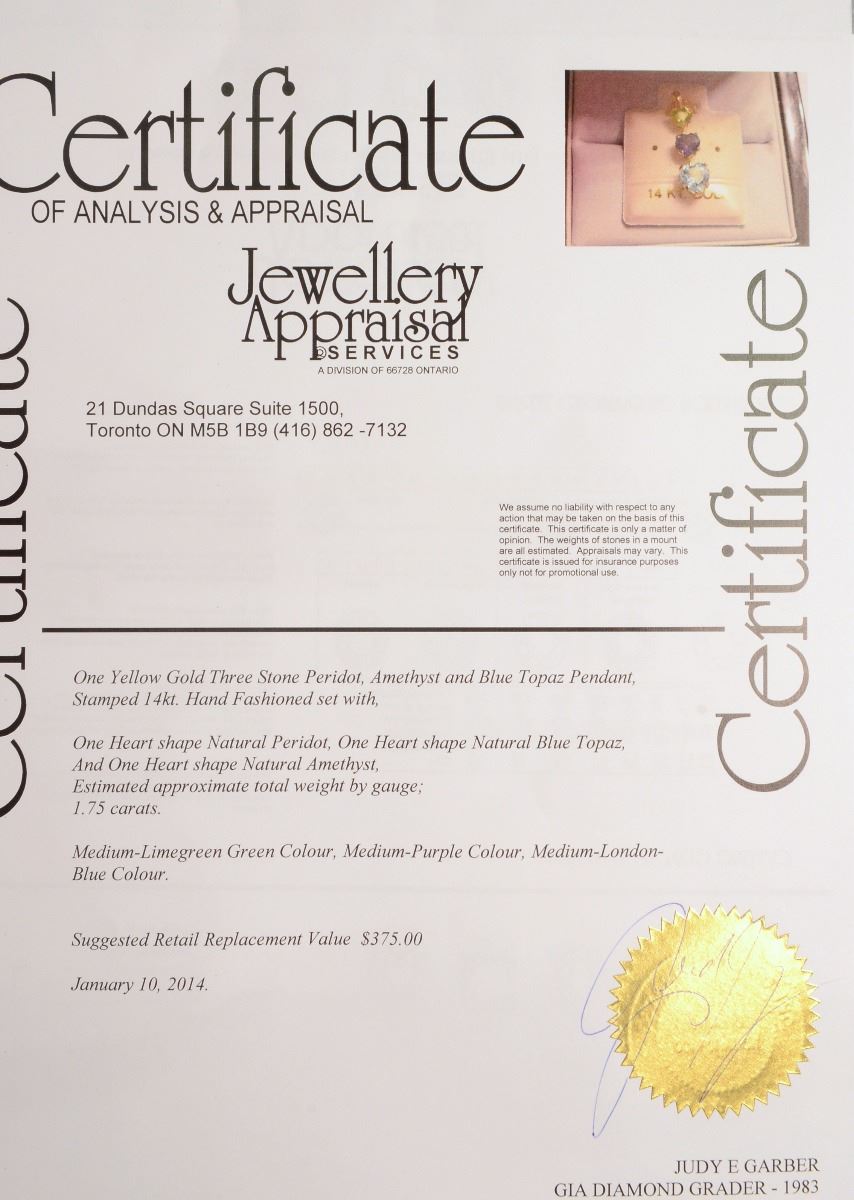 Certificate
OF ANALYSIS & APPRAISAL
14 KT
Jewellery
Appraisal
©SERVICES
A DIVISION OF 66728 ONTARIO
21 Dundas Square Suite 1500,
Toronto ON M5B 1B9 (416) 862 -7132
We assume no liability with respect to any
action that may be taken on the basis of this
certificate. This certificate is only a matter of
opinion. The weights of stones in a mount
are all estimated. Appraisals may vary. This
certificate is issued for insurance purposes
only not for promotional use.
Certificate
Certificate
One Yellow Gold Three Stone Peridot, Amethyst and Blue Topaz Pendant,
Stamped 14kt. Hand Fashioned set with,
One Heart shape Natural Peridot, One Heart shape Natural Blue Topaz,
And One Heart shape Natural Amethyst,
Estimated approximate total weight by gauge;
1.75 carats.
Medium-Limegreen Green Colour, Medium-Purple Colour, Medium-London-
Blue Colour.
Suggested Retail Replacement Value $375.00
January 10, 2014.
JUDY E GARBER
GIA DIAMOND GRADER - 1983